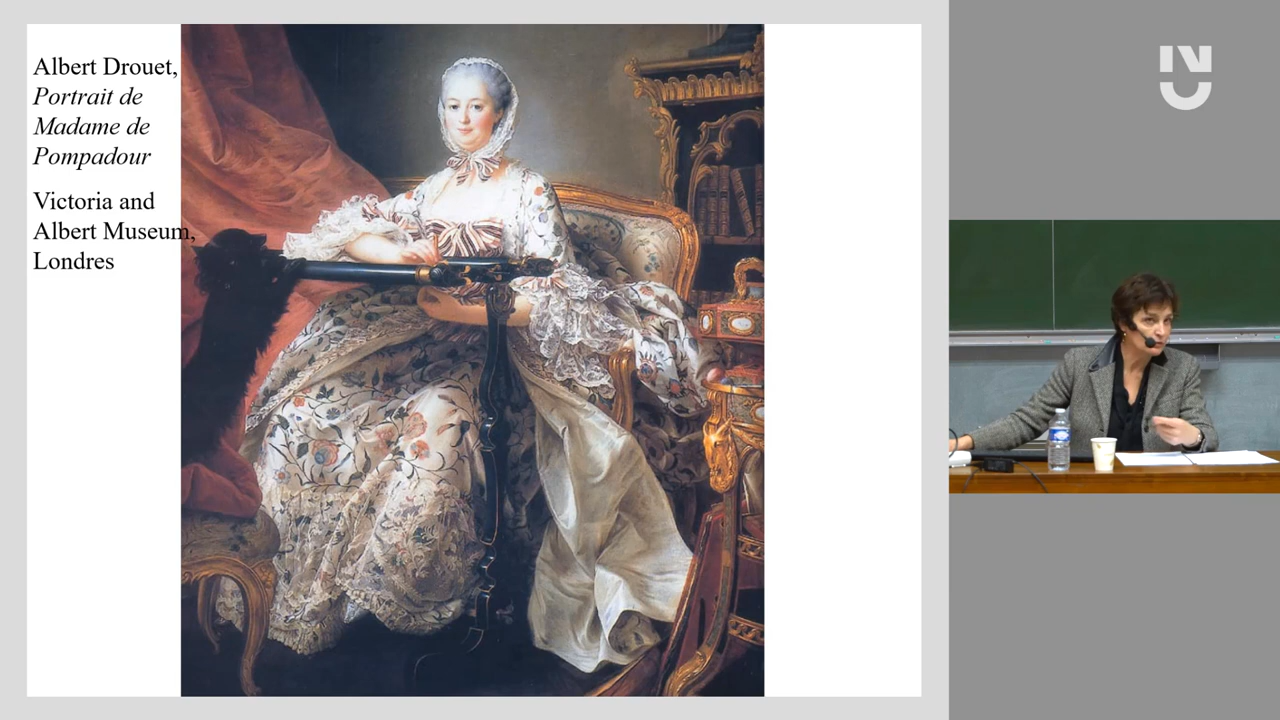 Albert Drouet,
Portrait de
Madame de
Pompadour
Victoria and
Albert Museum,
Londres